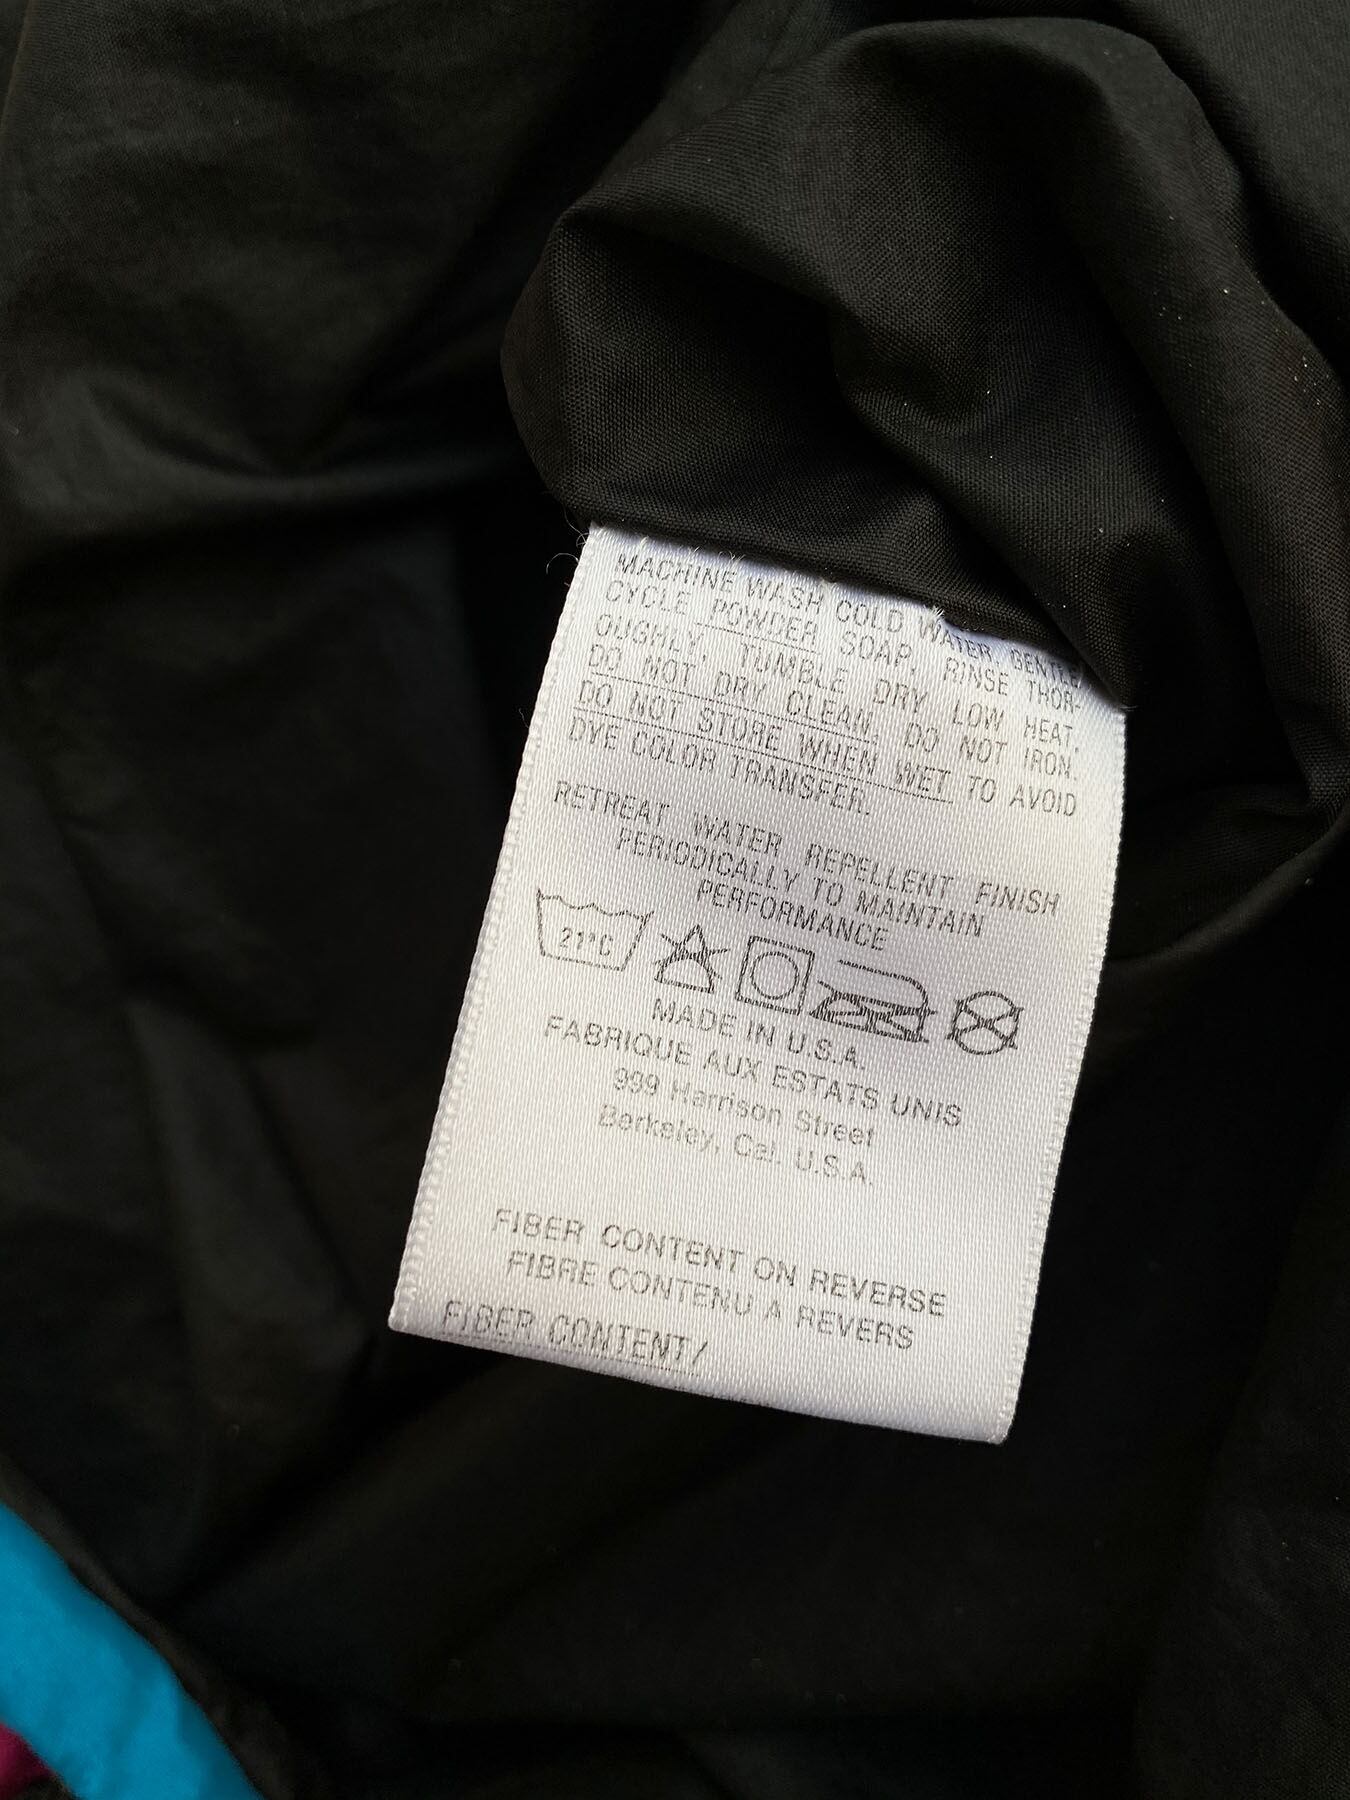 MACHINE WASH COLD WATER, GENTLE
CYCLE POWDER SOAP, RINSE THOR-
OUGHLY, TUMBLE DRY LOW HEAT,
DO NOT DRY CLEAN. DO NOT IRON.
DO NOT STORE WHEN WET TO AVOID
DYE COLOR TRANSFER.
RETREAT WATER REPELLENT FINISH
PERIODICALLY TO MAINTAIN
PERFORMANCE
21°C
MADE IN U.S.A.
FABRIQUE AUX ESTATS UNIS
999 Harrison Street
Berkeley, Cal. U.S.A.
FIBER CONTENT ON REVERSE
FIBRE CONTENU A REVERS
FIBER CONTENT/